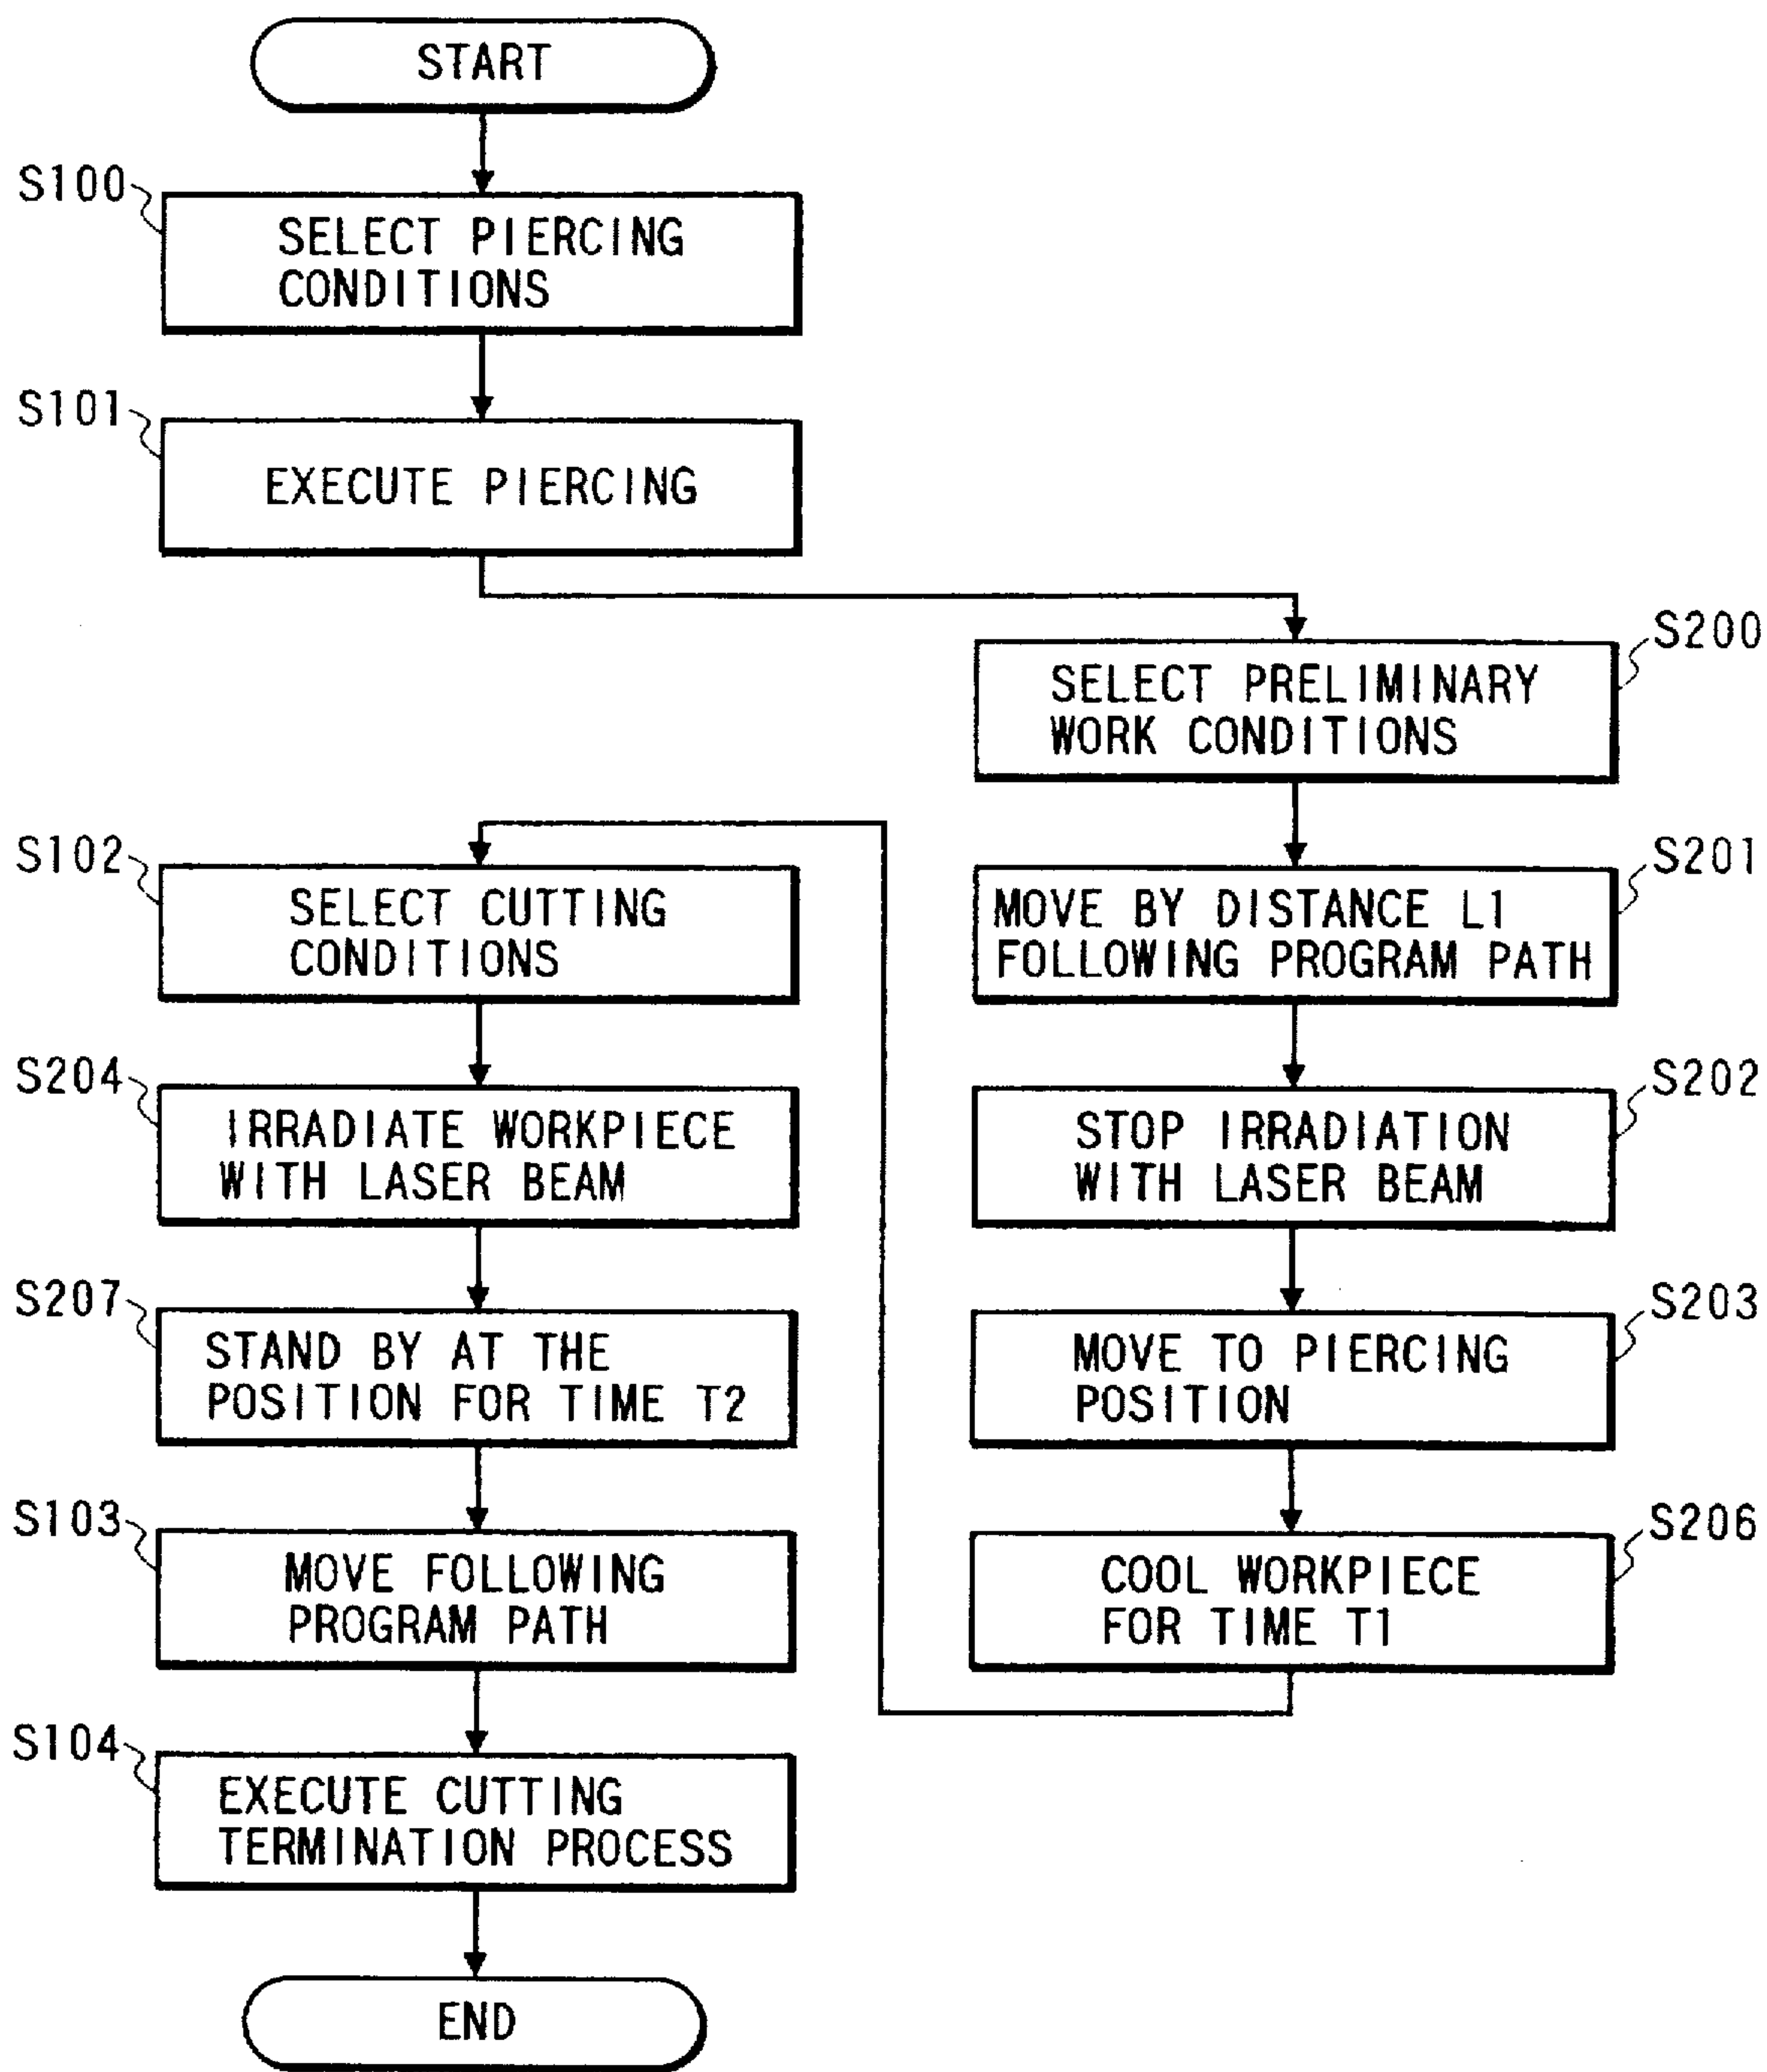 START
S100
SELECT PIERCING
CONDITIONS
S101
EXECUTE PIERCING
S200
SELECT PRELIMINARY
WORK CONDITIONS
S201
MOVE BY DISTANCE L1
FOLLOWING PROGRAM PATH
S202
STOP IRRADIATION
WITH LASER BEAM
S203
MOVE TO PIERCING
POSITION
S206
COOL WORKPIECE
FOR TIME T1
S102
SELECT CUTTING
CONDITIONS
S204
IRRADIATE WORKPIECE
WITH LASER BEAM
S207
STAND BY AT THE
POSITION FOR TIME T2
S103
MOVE FOLLOWING
PROGRAM PATH
S104
EXECUTE CUTTING
TERMINATION PROCESS
END